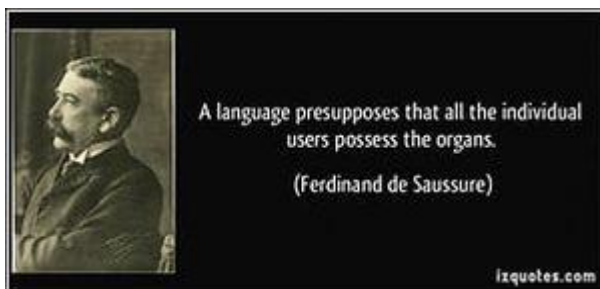 A language presupposes that all the individual
users possess the organs.
(Ferdinand de Saussure)
izquotes.com